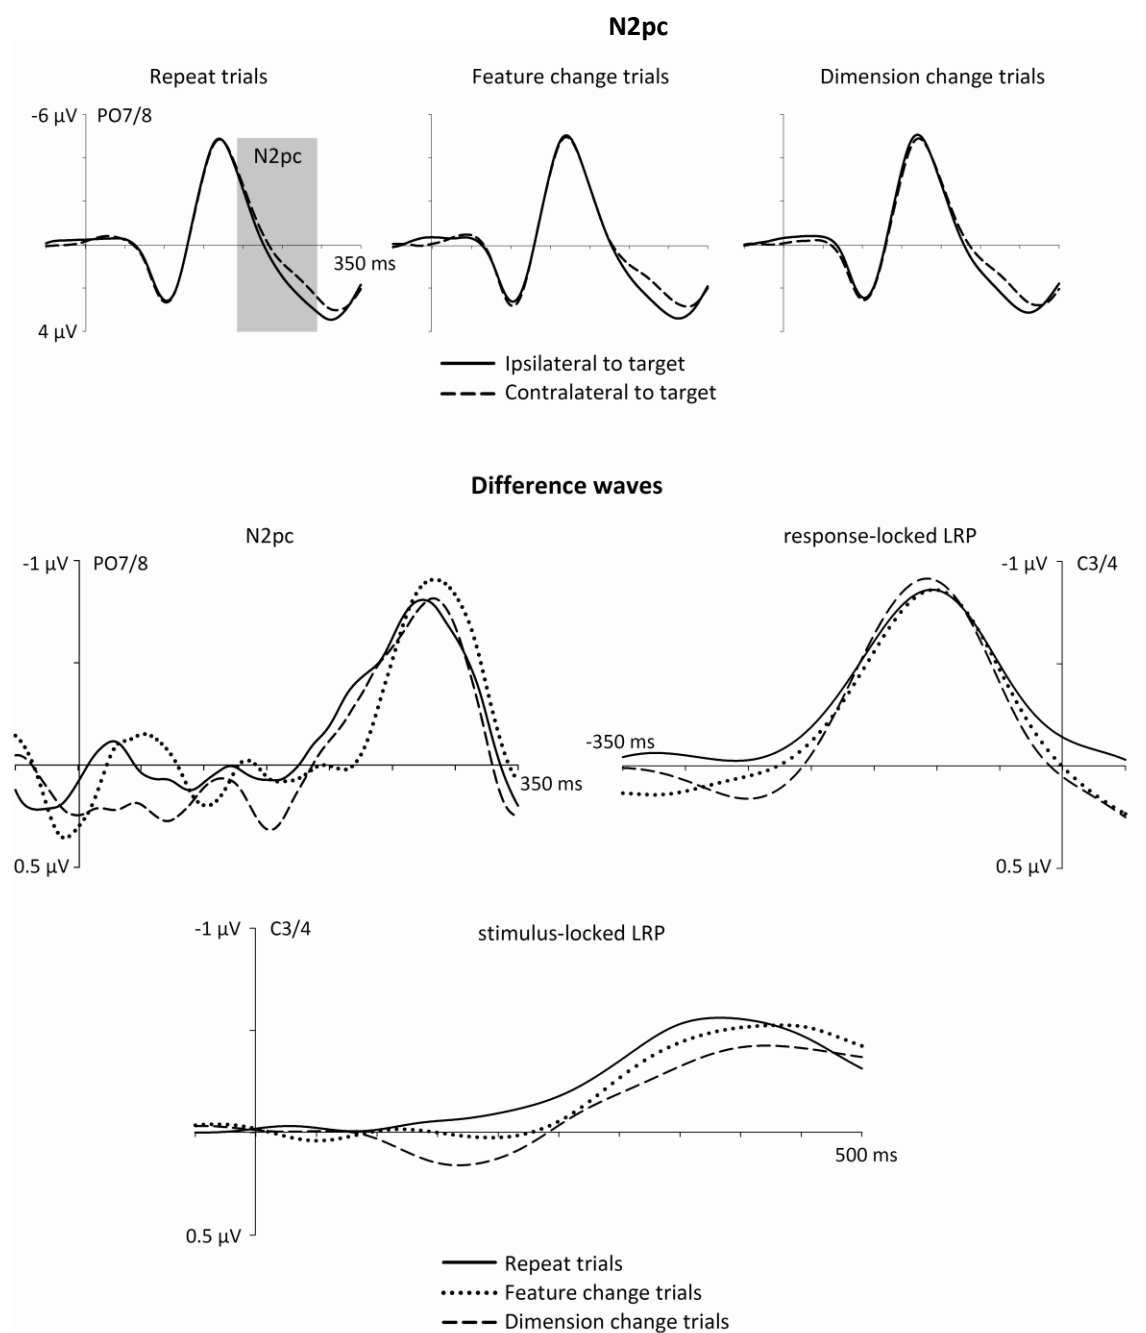 N2pc
Repeat trials
Feature change trials
Dimension change trials
-6 µV
PO7/8
N2pc
350 ms
4 µV
Ipsilateral to target
Contralateral to target
Difference waves
N2pc
response-locked LRP
-1 µV
PO7/8
-1 µV
C3/4
-350 ms
350 ms
0.5 µV
0.5 µV
-1 µV
C3/4
stimulus-locked LRP
500 ms
0.5 µV
Repeat trials
Feature change trials
Dimension change trials